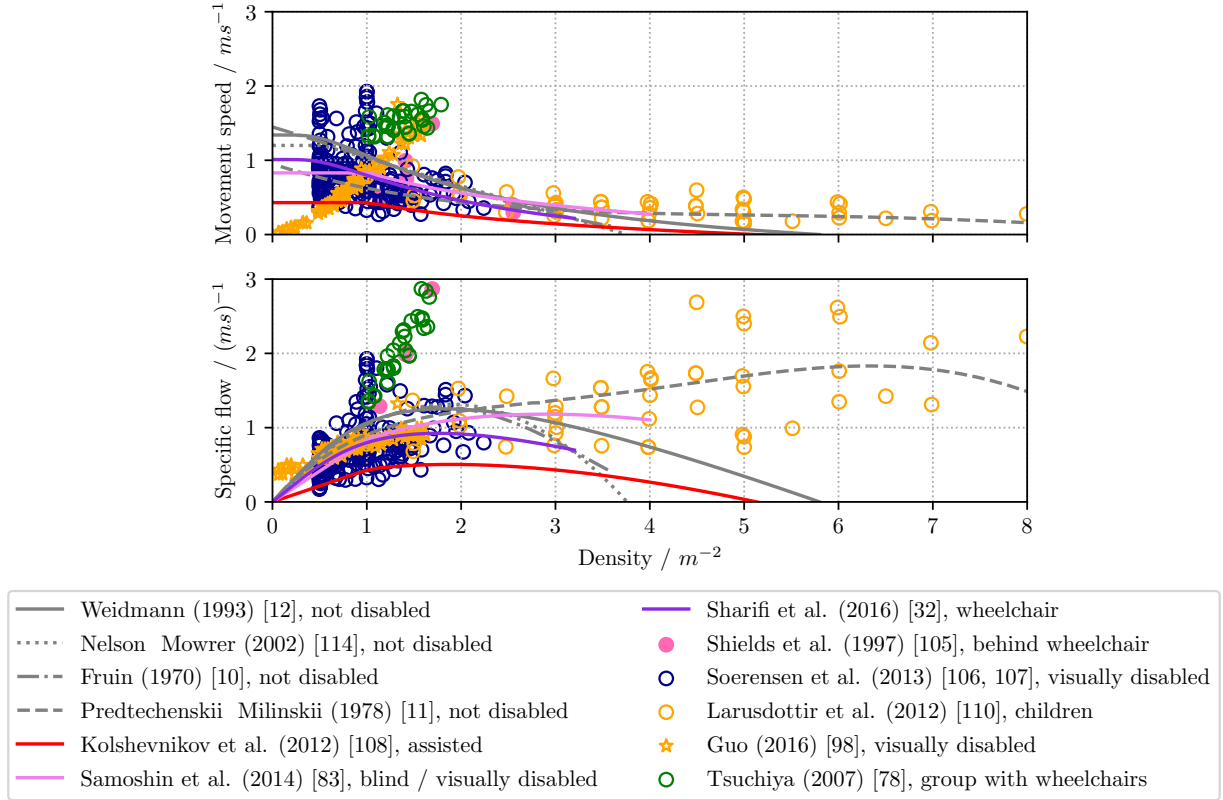 Movement speed / ms⁻¹
3
2
1
0
Specific flow / (ms)⁻¹
3
2
1
0
0 1 2 3 4 5 6 7 8
Density / m⁻²
Weidmann (1993) [12], not disabled
Nelson Mowrer (2002) [114], not disabled
Fruin (1970) [10], not disabled
Predtechenskii Milinskii (1978) [11], not disabled
Kolshevnikov et al. (2012) [108], assisted
Samoshin et al. (2014) [83], blind / visually disabled
Sharifi et al. (2016) [32], wheelchair
Shields et al. (1997) [105], behind wheelchair
Soerensen et al. (2013) [106, 107], visually disabled
Larusdottir et al. (2012) [110], children
Guo (2016) [98], visually disabled
Tsuchiya (2007) [78], group with wheelchairs